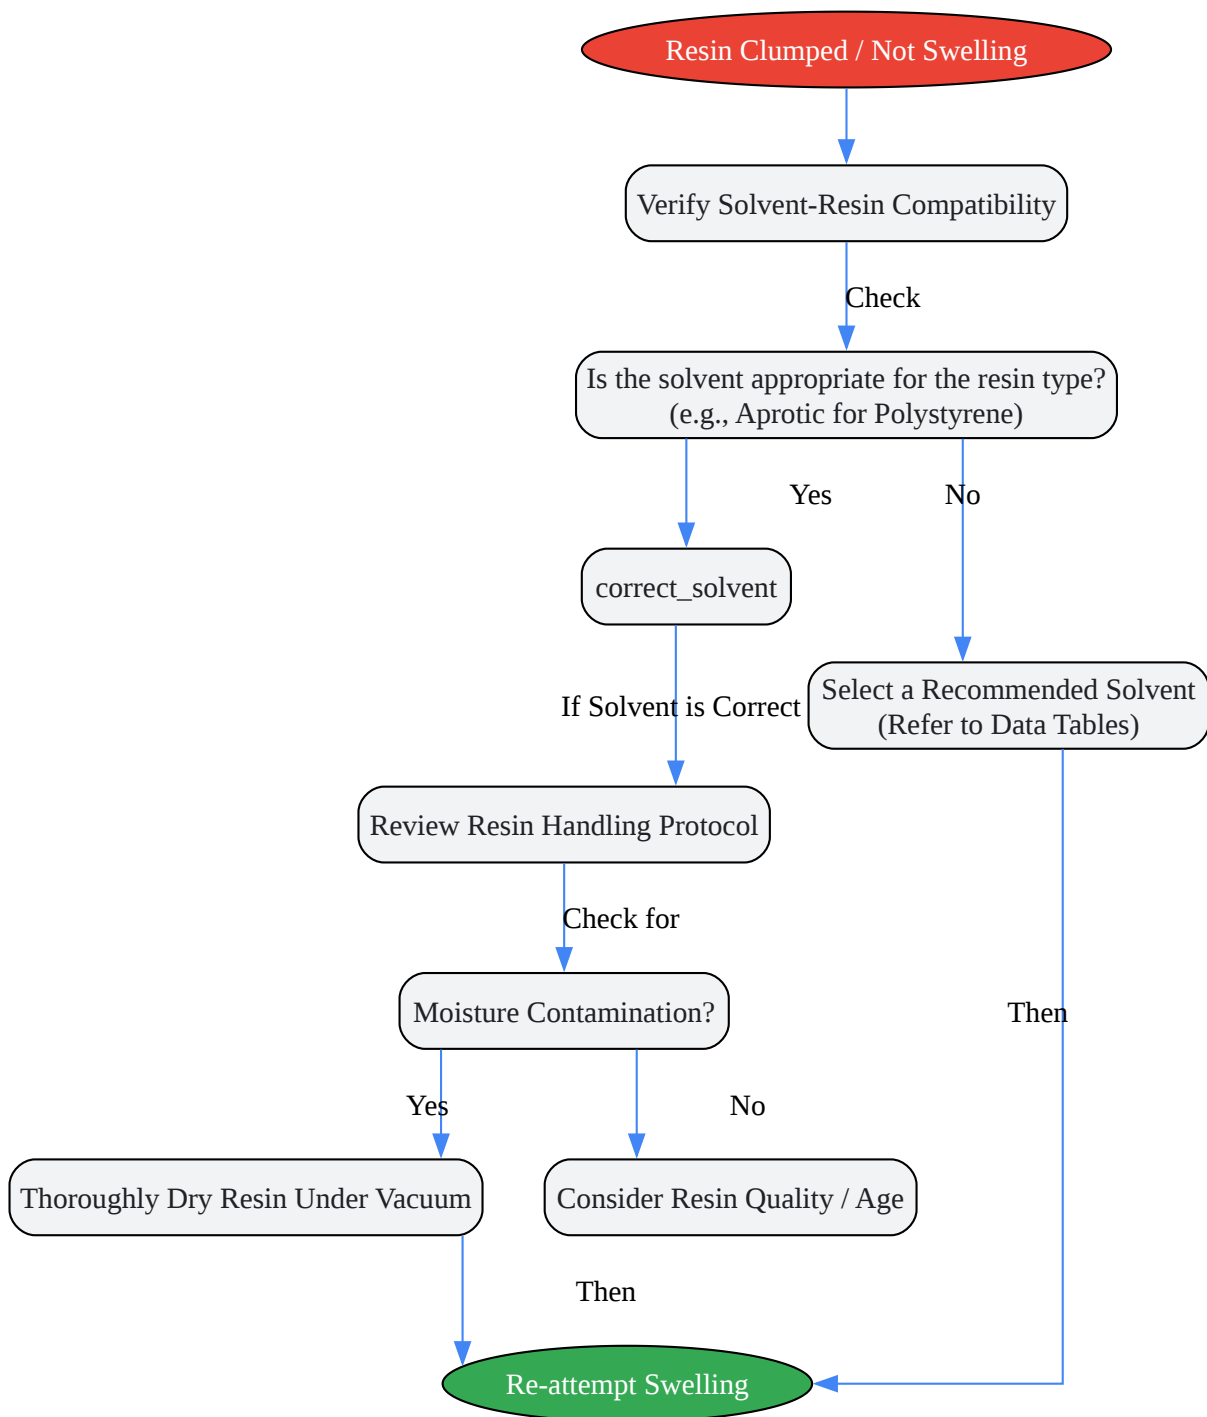 Resin Clumped / Not Swelling
Verify Solvent-Resin Compatibility
Check
Is the solvent appropriate for the resin type?
(e.g., Aprotic for Polystyrene)
Yes
No
correct_solvent
Select a Recommended Solvent
(Refer to Data Tables)
If Solvent is Correct
Review Resin Handling Protocol
Check for
Moisture Contamination?
Then
Yes
No
Thoroughly Dry Resin Under Vacuum
Consider Resin Quality / Age
Then
Re-attempt Swelling